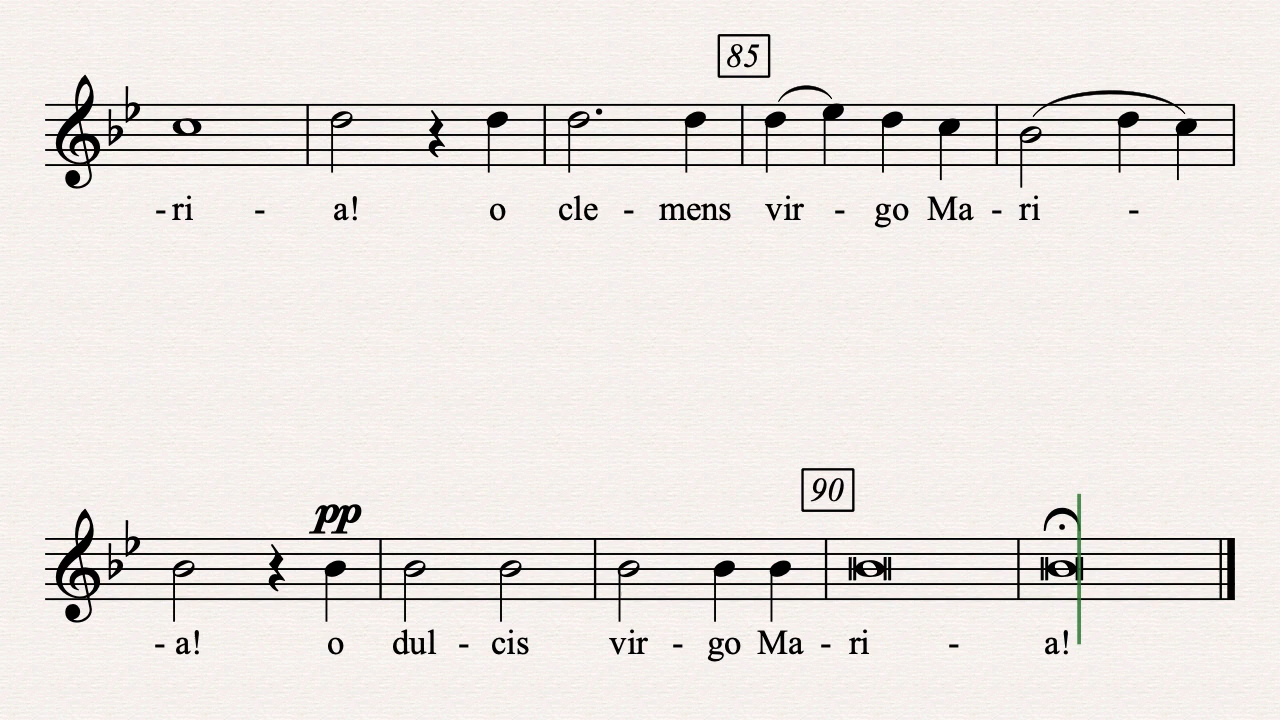 85
- ri - a! o cle - mens vir - go Ma - ri -
pp
90
- a! o dul - cis vir - go Ma - ri - a!